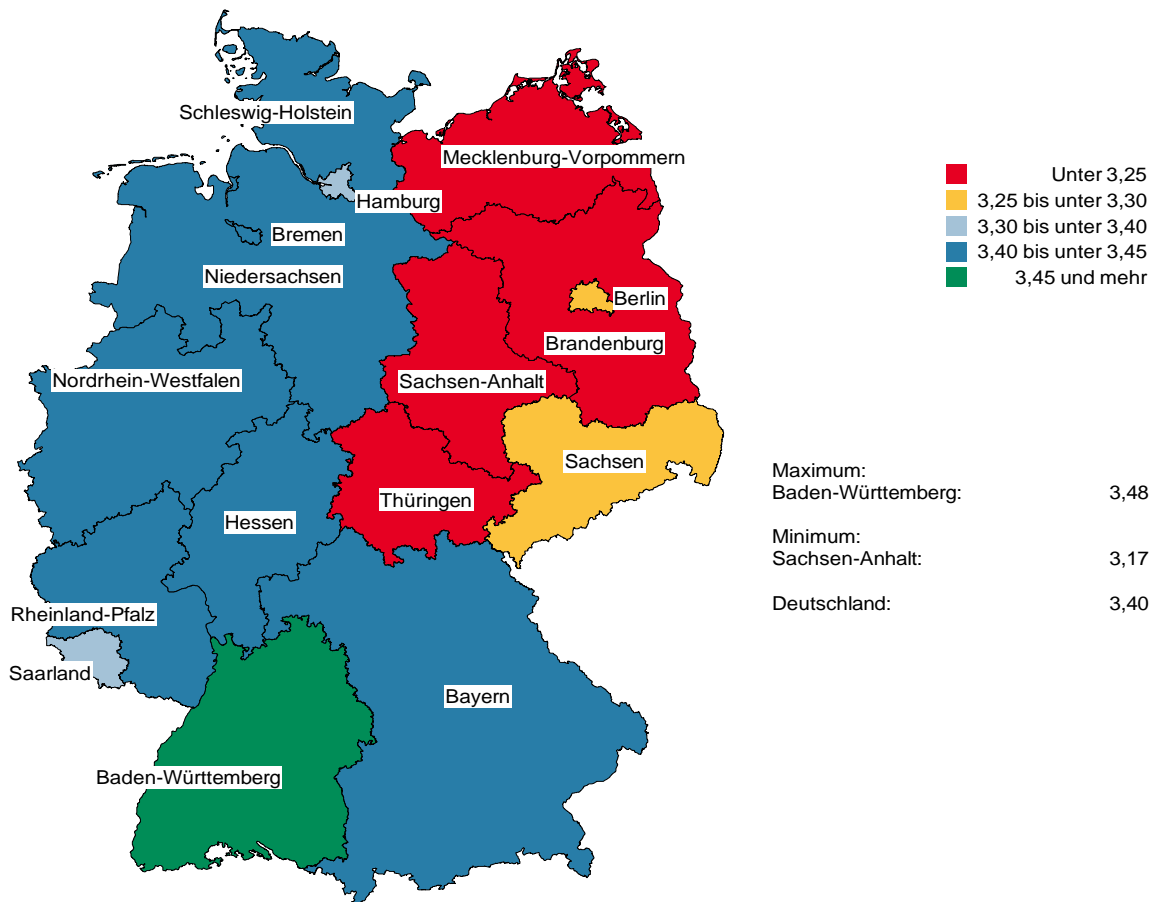 Schleswig-Holstein
Mecklenburg-Vorpommern
Hamburg
Bremen
Niedersachsen
Berlin
Brandenburg
Nordrhein-Westfalen
Sachsen-Anhalt
Sachsen
Thüringen
Hessen
Rheinland-Pfalz
Saarland
Bayern
Baden-Württemberg
Unter 3,25
3,25 bis unter 3,30
3,30 bis unter 3,40
3,40 bis unter 3,45
3,45 und mehr
Maximum:
Baden-Württemberg: 3,48
Minimum:
Sachsen-Anhalt: 3,17
Deutschland: 3,40